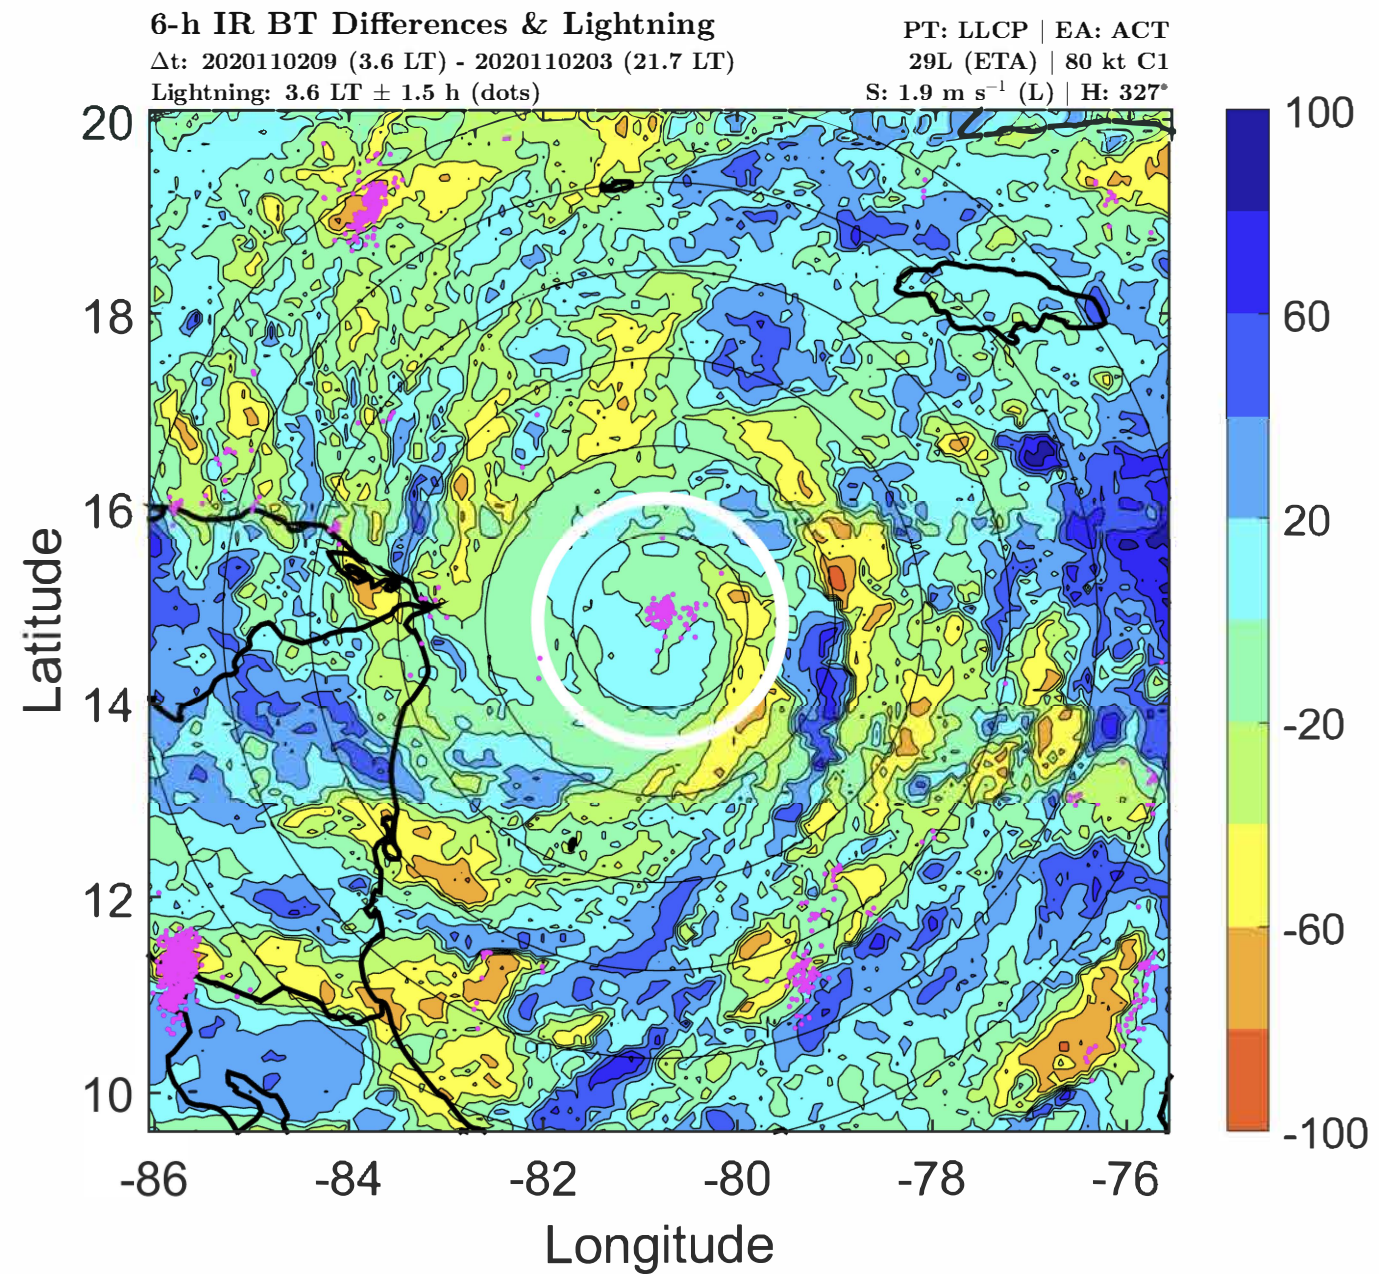 6-h IR BT Differences & Lightning
PT: LLCP | EA: ACT
Δt: 2020110209 (3.6 LT) - 2020110203 (21.7 LT)
29L (ETA) | 80 kt C1
Lightning: 3.6 LT ± 1.5 h (dots)
S: 1.9 m s⁻¹ (L) | H: 327°
20
18
16
14
12
10
Latitude
-86
-84
-82
-80
-78
-76
Longitude
100
60
20
-20
-60
-100